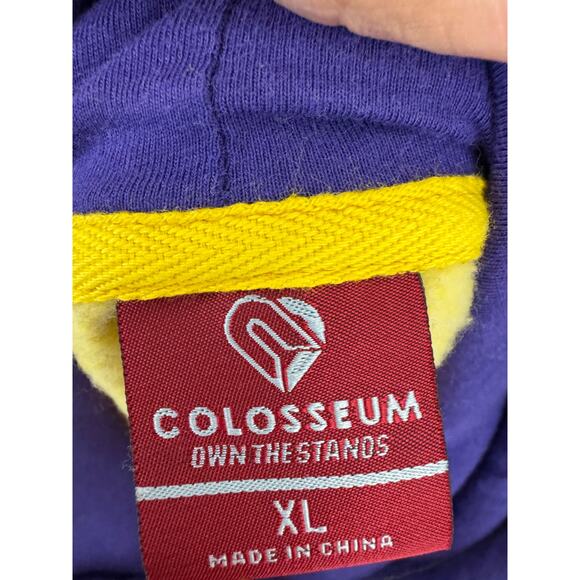 COLOSSEUM
OWN THE STANDS
XL
MADE IN CHINA